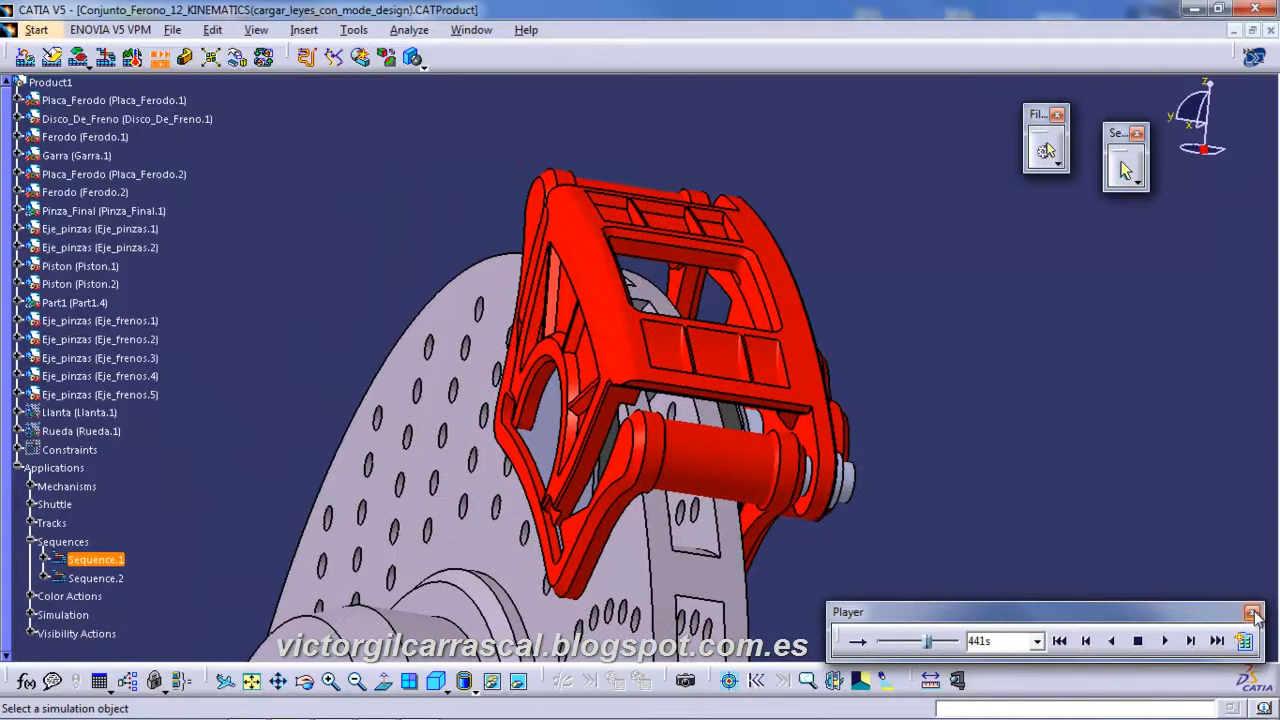 CATIA V5 - [Conjunto_Ferono_12_KINEMATICS(cargar_leyes_con_mode_design).CATProduct]
Start ENOVIA V5 VPM File Edit View Insert Tools Analyze Window Help
Product1
Placa_Ferodo (Placa_Ferodo.1)
Disco_De_Freno (Disco_De_Freno.1)
Ferodo (Ferodo.1)
Garra (Garra.1)
Placa_Ferodo (Placa_Ferodo.2)
Ferodo (Ferodo.2)
Pinza_Final (Pinza_Final.1)
Eje_pinzas (Eje_pinzas.1)
Eje_pinzas (Eje_pinzas.2)
Piston (Piston.1)
Piston (Piston.2)
Part1 (Part1.4)
Eje_pinzas (Eje_frenos.1)
Eje_pinzas (Eje_frenos.2)
Eje_pinzas (Eje_frenos.3)
Eje_pinzas (Eje_frenos.4)
Eje_pinzas (Eje_frenos.5)
Llanta (Llanta.1)
Rueda (Rueda.1)
Constraints
Applications
Mechanisms
Shuttle
Tracks
Sequences
Sequence.1
Sequence.2
Color Actions
Simulation
Visibility Actions
Fil...
Se...
z
y
x
Player
441s
victorgilcarrascal.blogspot.com.es
f(x)
CATIA
Select a simulation object